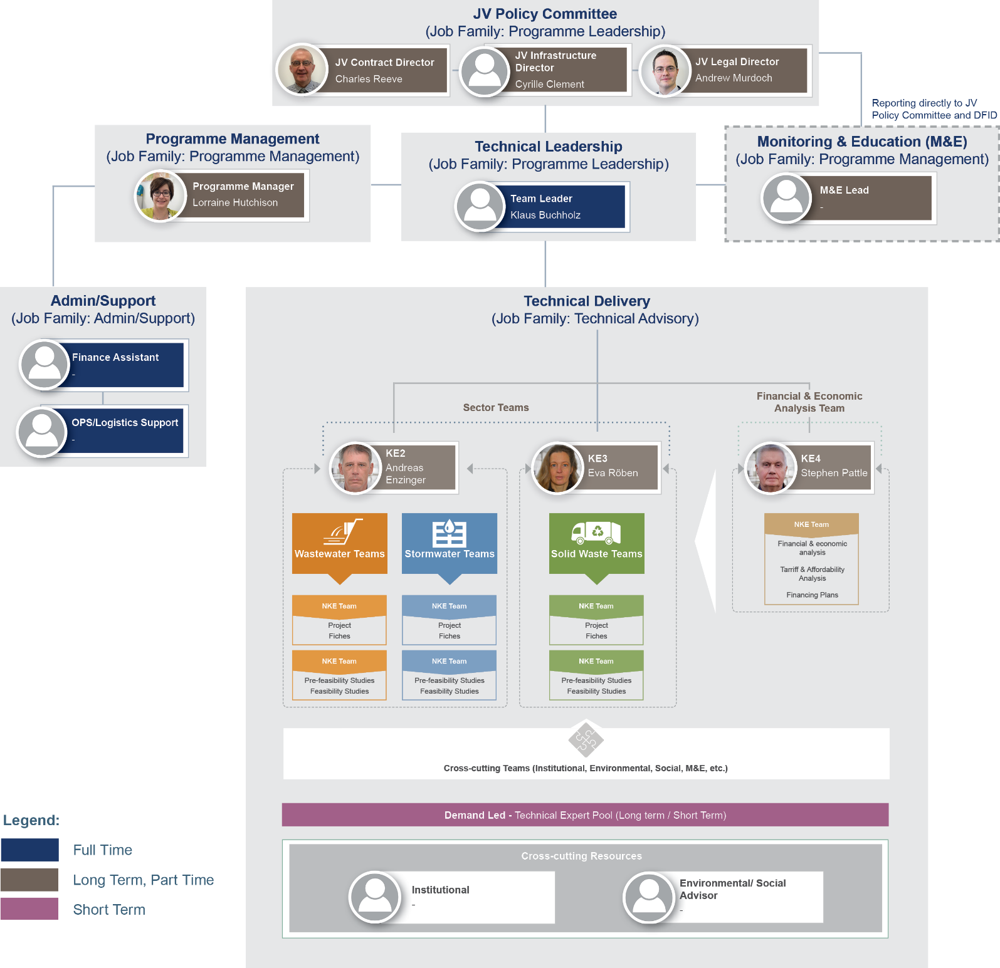 JV Policy Committee
(Job Family: Programme Leadership)
JV Contract Director
Charles Reeve
JV Infrastructure
Director
Cyrille Clement
JV Legal Director
Andrew Murdoch
Reporting directly to JV
Policy Committee and DFID
Programme Management
(Job Family: Programme Management)
Programme Manager
Lorraine Hutchison
Technical Leadership
(Job Family: Programme Leadership)
Team Leader
Klaus Buchholz
Monitoring & Education (M&E)
(Job Family: Programme Management)
M&E Lead
-
Admin/Support
(Job Family: Admin/Support)
Finance Assistant
-
OPS/Logistics Support
-
Technical Delivery
(Job Family: Technical Advisory)
Sector Teams
Financial & Economic
Analysis Team
KE2
Andreas
Enzinger
KE3
Eva Röben
KE4
Stephen Pattle
Wastewater Teams
Stormwater Teams
Solid Waste Teams
NKE Team
Project
Fiches
NKE Team
Pre-feasibility Studies
Feasibility Studies
NKE Team
Project
Fiches
NKE Team
Pre-feasibility Studies
Feasibility Studies
NKE Team
Project
Fiches
NKE Team
Pre-feasibility Studies
Feasibility Studies
NKE Team
Financial & economic
analysis
Tarriff & Affordability
Analysis
Financing Plans
Cross-cutting Teams (Institutional, Environmental, Social, M&E, etc.)
Demand Led - Technical Expert Pool (Long term / Short Term)
Cross-cutting Resources
Institutional
-
Environmental/ Social
Advisor
-
Legend:
Full Time
Long Term, Part Time
Short Term